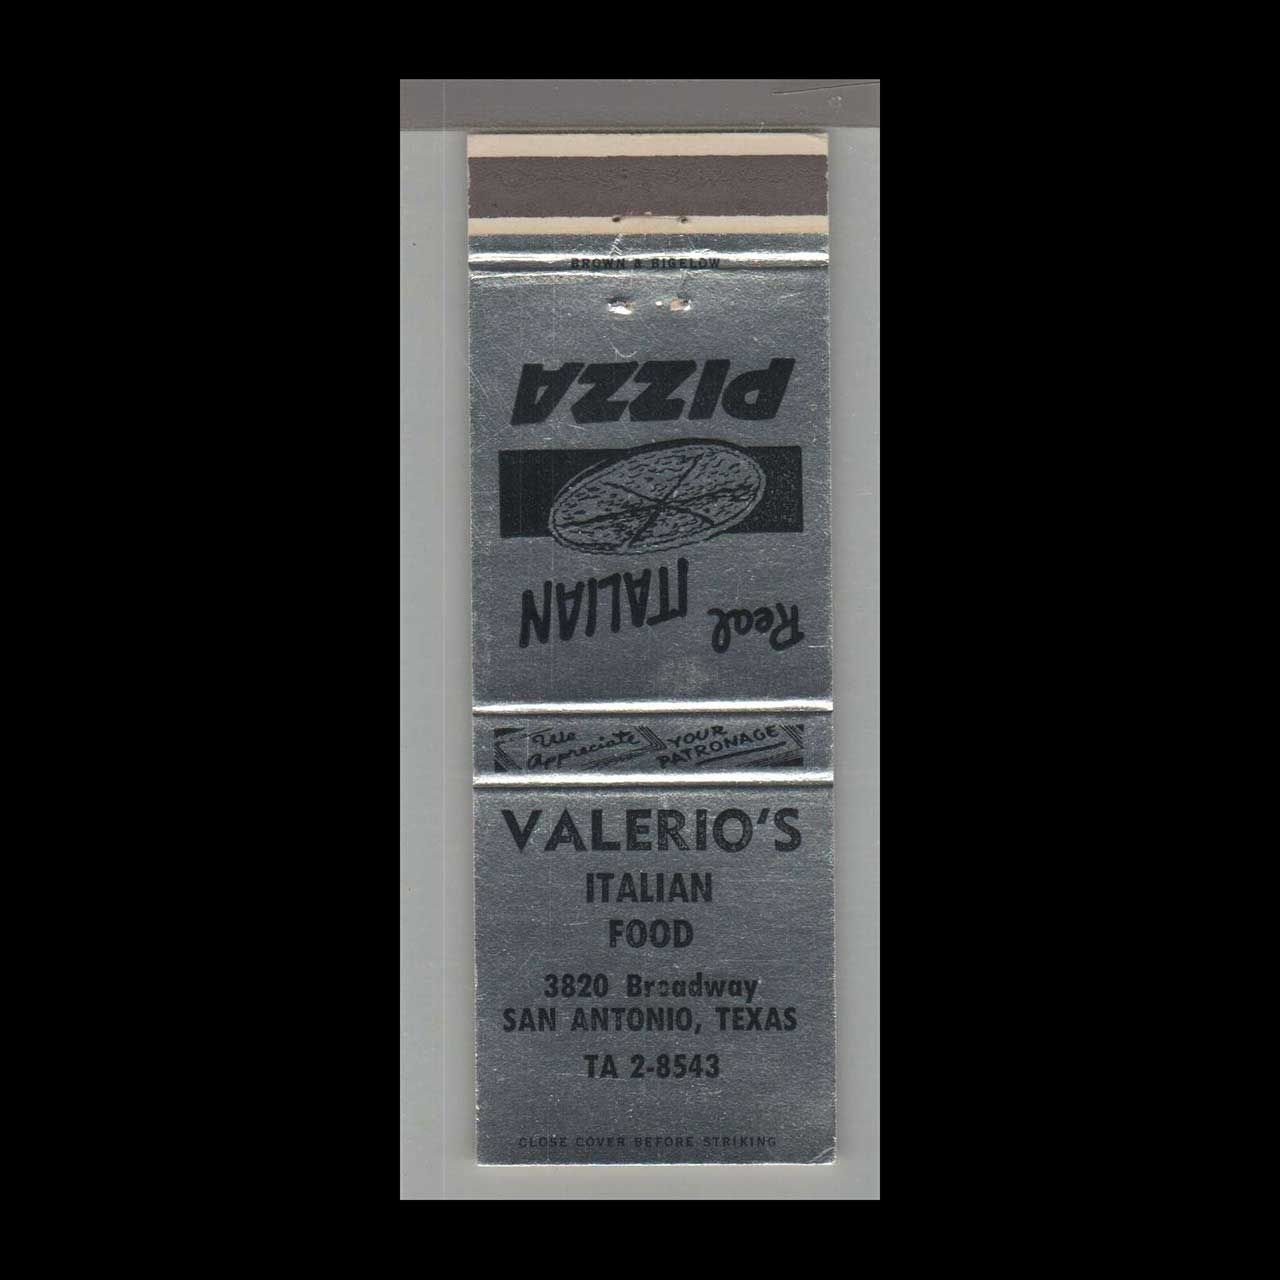 BROWN & BIGELOW
Real ITALIAN
PIZZA
We Appreciate YOUR PATRONAGE
VALERIO'S
ITALIAN
FOOD
3820 Broadway
SAN ANTONIO, TEXAS
TA 2-8543
CLOSE COVER BEFORE STRIKING